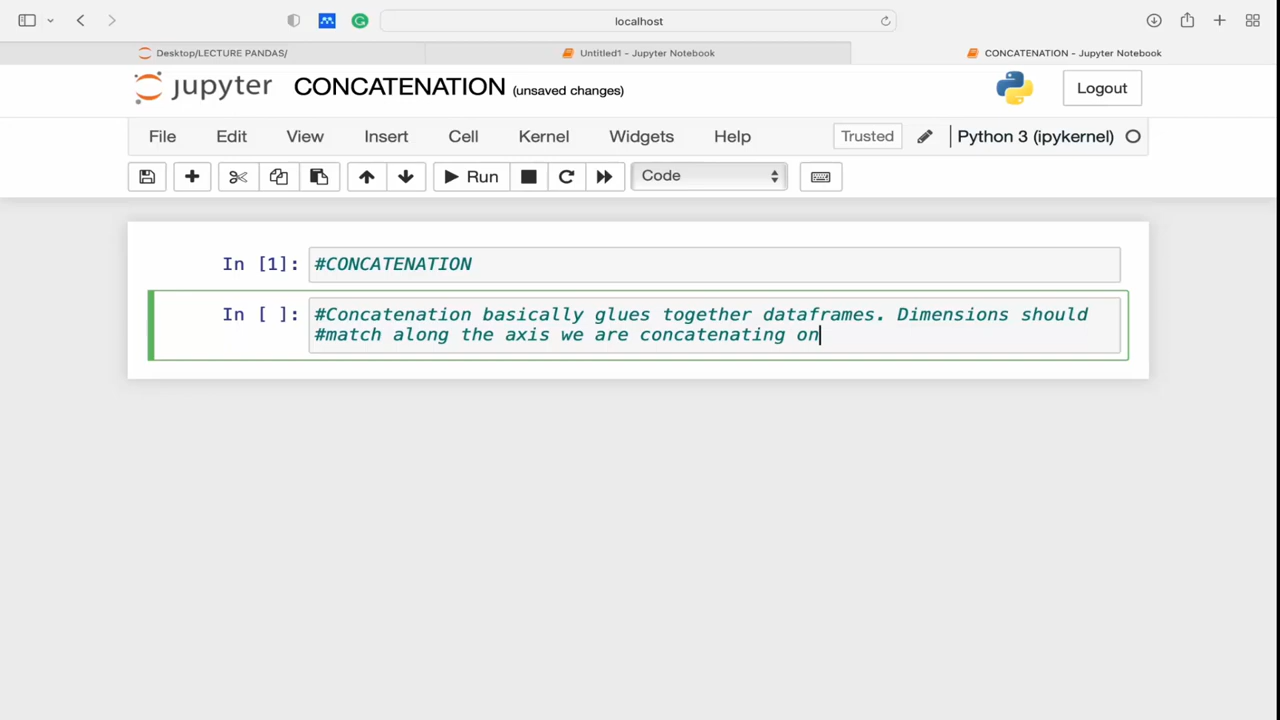 localhost
Desktop/LECTURE PANDAS/
Untitled1 - Jupyter Notebook
CONCATENATION - Jupyter Notebook
jupyter CONCATENATION (unsaved changes)
Logout
File Edit View Insert Cell Kernel Widgets Help Trusted Python 3 (ipykernel)
Run Code
In [1]: #CONCATENATION
In [ ]: #Concatenation basically glues together dataframes. Dimensions should
#match along the axis we are concatenating on